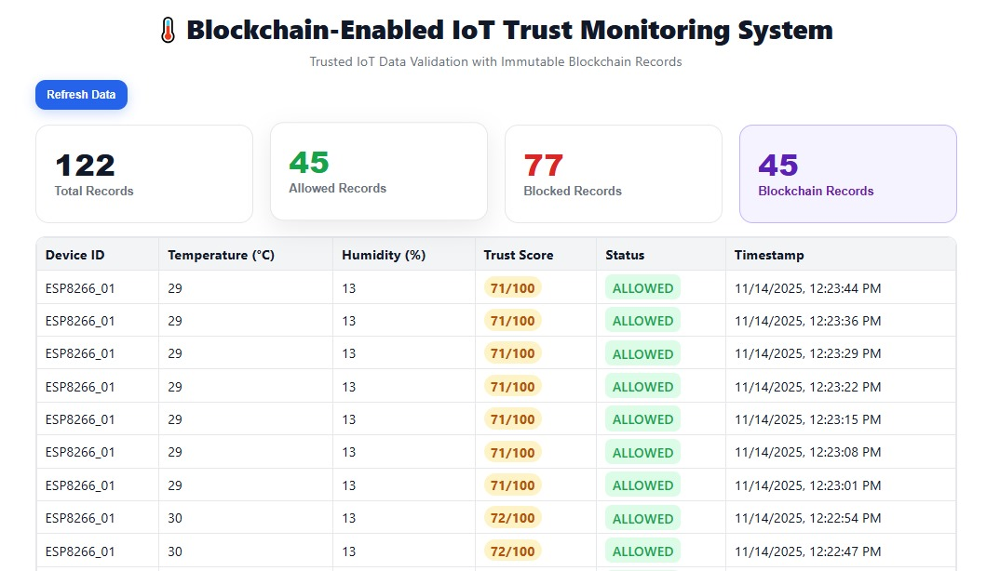 Blockchain-Enabled IoT Trust Monitoring System
Trusted IoT Data Validation with Immutable Blockchain Records
Refresh Data
122 45 77 45
Total Records Allowed Records Blocked Records Blockchain Records
Device ID Temperature (°C) Humidity (%) Trust Score Status Timestamp
ESP8266_01 29 13 71/100 ALLOWED 11/14/2025, 12:23:44 PM
ESP8266_01 29 13 71/100 ALLOWED 11/14/2025, 12:23:36 PM
ESP8266_01 29 13 71/100 ALLOWED 11/14/2025, 12:23:29 PM
ESP8266_01 29 13 71/100 ALLOWED 11/14/2025, 12:23:22 PM
ESP8266_01 29 13 71/100 ALLOWED 11/14/2025, 12:23:15 PM
ESP8266_01 29 13 71/100 ALLOWED 11/14/2025, 12:23:08 PM
ESP8266_01 29 13 71/100 ALLOWED 11/14/2025, 12:23:01 PM
ESP8266_01 30 13 72/100 ALLOWED 11/14/2025, 12:22:54 PM
ESP8266_01 30 13 72/100 ALLOWED 11/14/2025, 12:22:47 PM